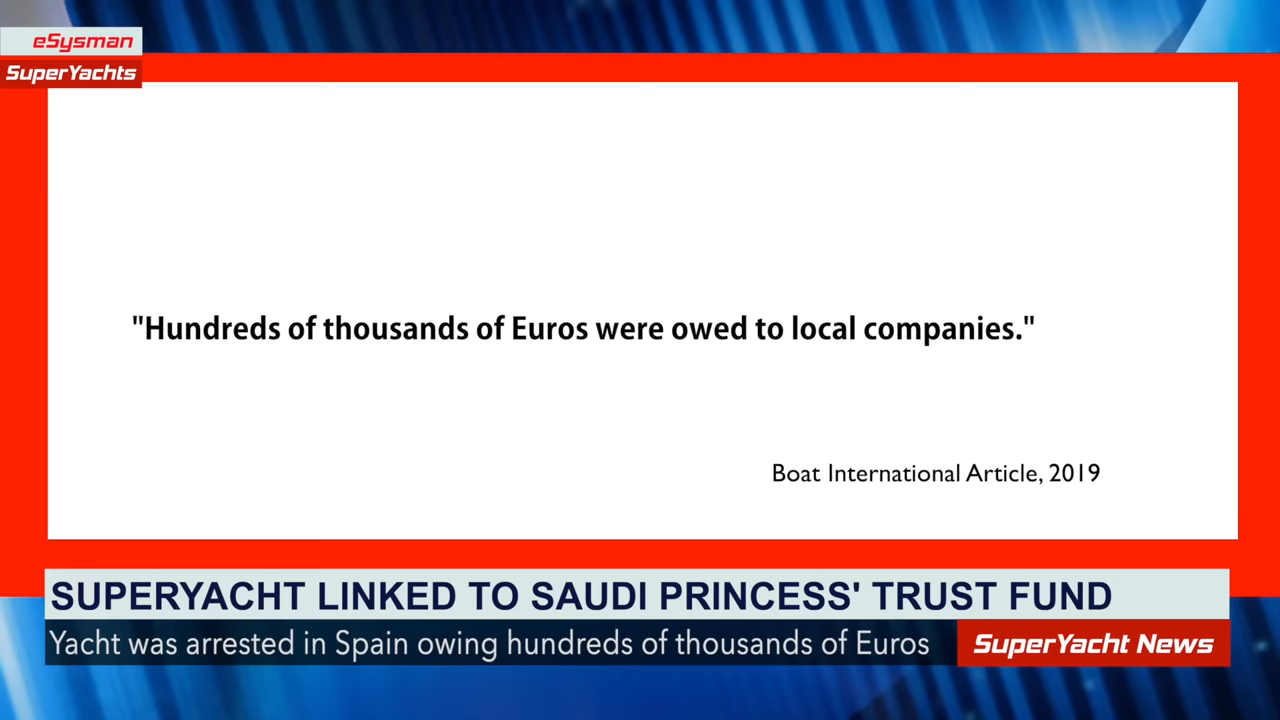 eSysman
SuperYachts
"Hundreds of thousands of Euros were owed to local companies."
Boat International Article, 2019
SUPERYACHT LINKED TO SAUDI PRINCESS' TRUST FUND
Yacht was arrested in Spain owing hundreds of thousands of Euros
SuperYacht News